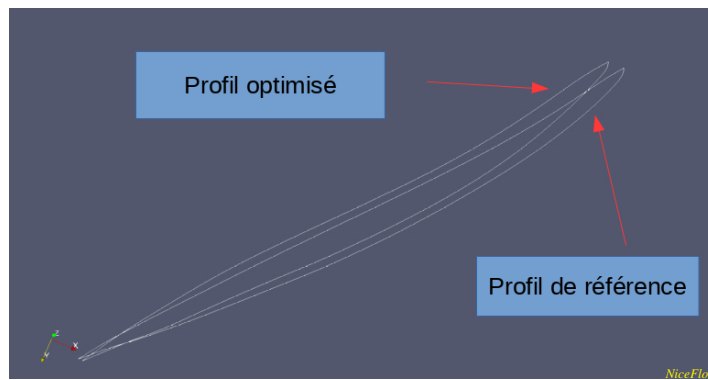 Profil optimisé
Profil de référence
Z
X
Y
NiceFlo